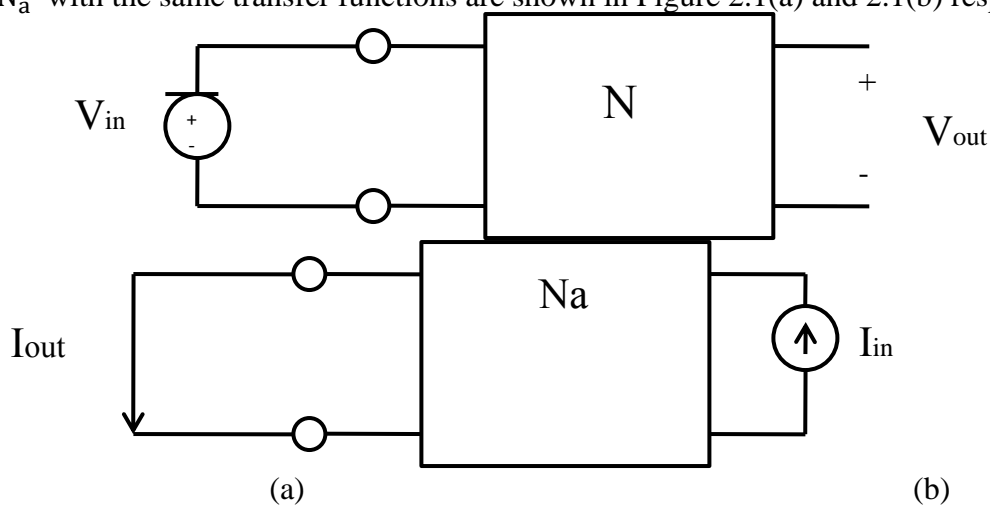 Na with the same transfer functions are shown in Figure 2.1(a) and 2.1(b)
N
+
Vin
+
-
Vout
-
Na
Iout
Iin
(a)
(b)